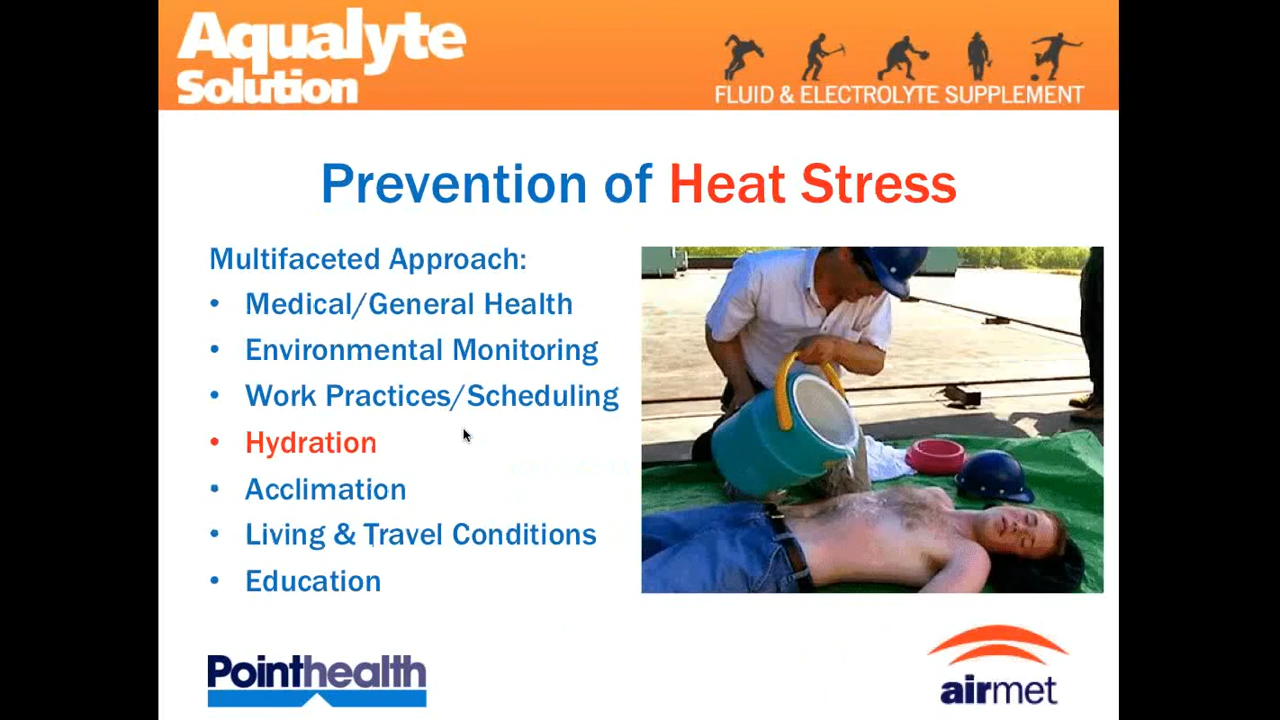 Aqualyte
Solution
FLUID & ELECTROLYTE SUPPLEMENT
Prevention of Heat Stress
Multifaceted Approach:
• Medical/General Health
• Environmental Monitoring
• Work Practices/Scheduling
• Hydration
• Acclimation
• Living & Travel Conditions
• Education
Pointhealth
airmet